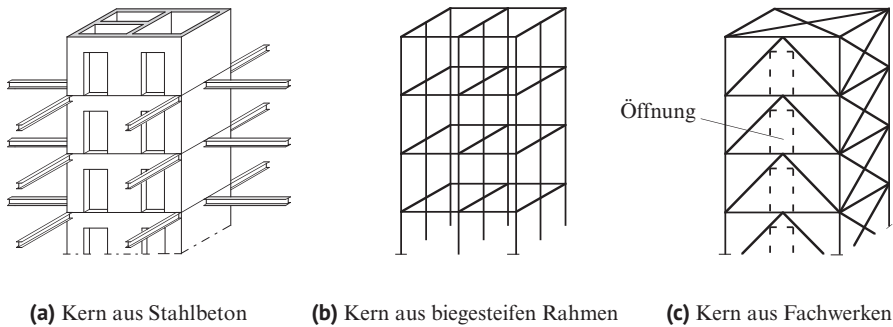 Öffnung
(a) Kern aus Stahlbeton (b) Kern aus biegesteifen Rahmen (c) Kern aus Fachwerken